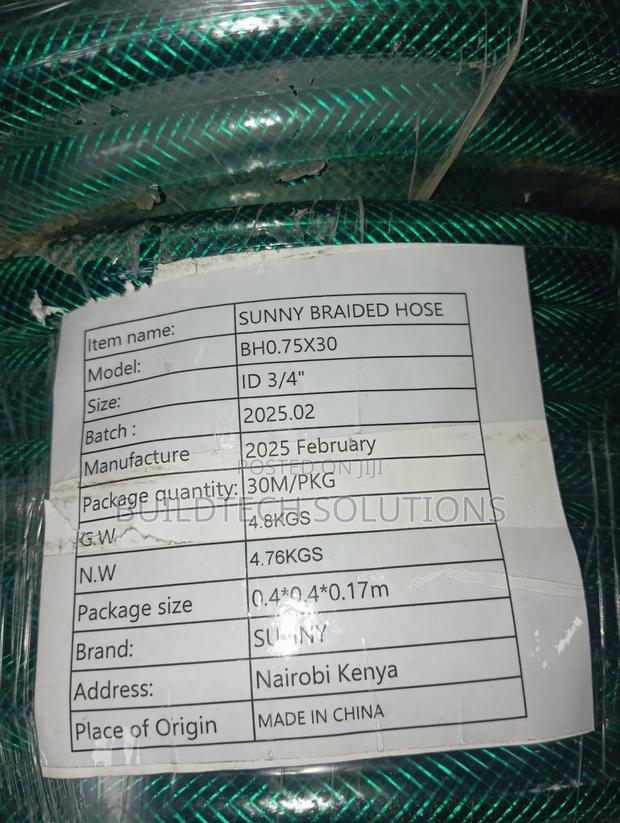 Item name: SUNNY BRAIDED HOSE
Model: BH0.75X30
Size: ID 3/4"
Batch : 2025.02
Manufacture 2025 February
POSTED ON JIJI
Package quantity: 30M/PKG
BUILDTECH SOLUTIONS
G.W 4.8KGS
N.W 4.76KGS
Package size 0.4*0.4*0.17m
Brand: SUNNY
Address: Nairobi Kenya
Place of Origin MADE IN CHINA